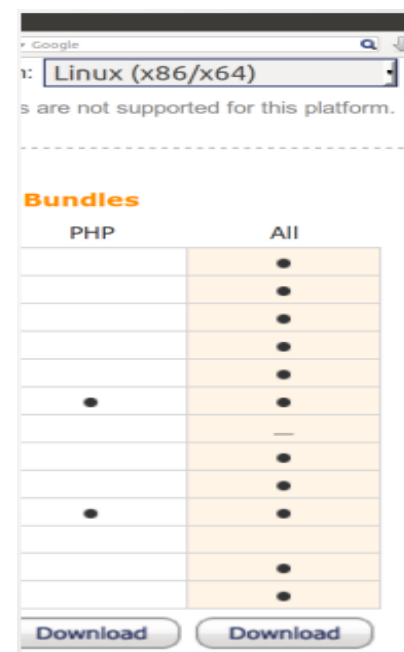 Google
n: Linux (x86/x64)
s are not supported for this platform.
Bundles
PHP All
—
Download Download